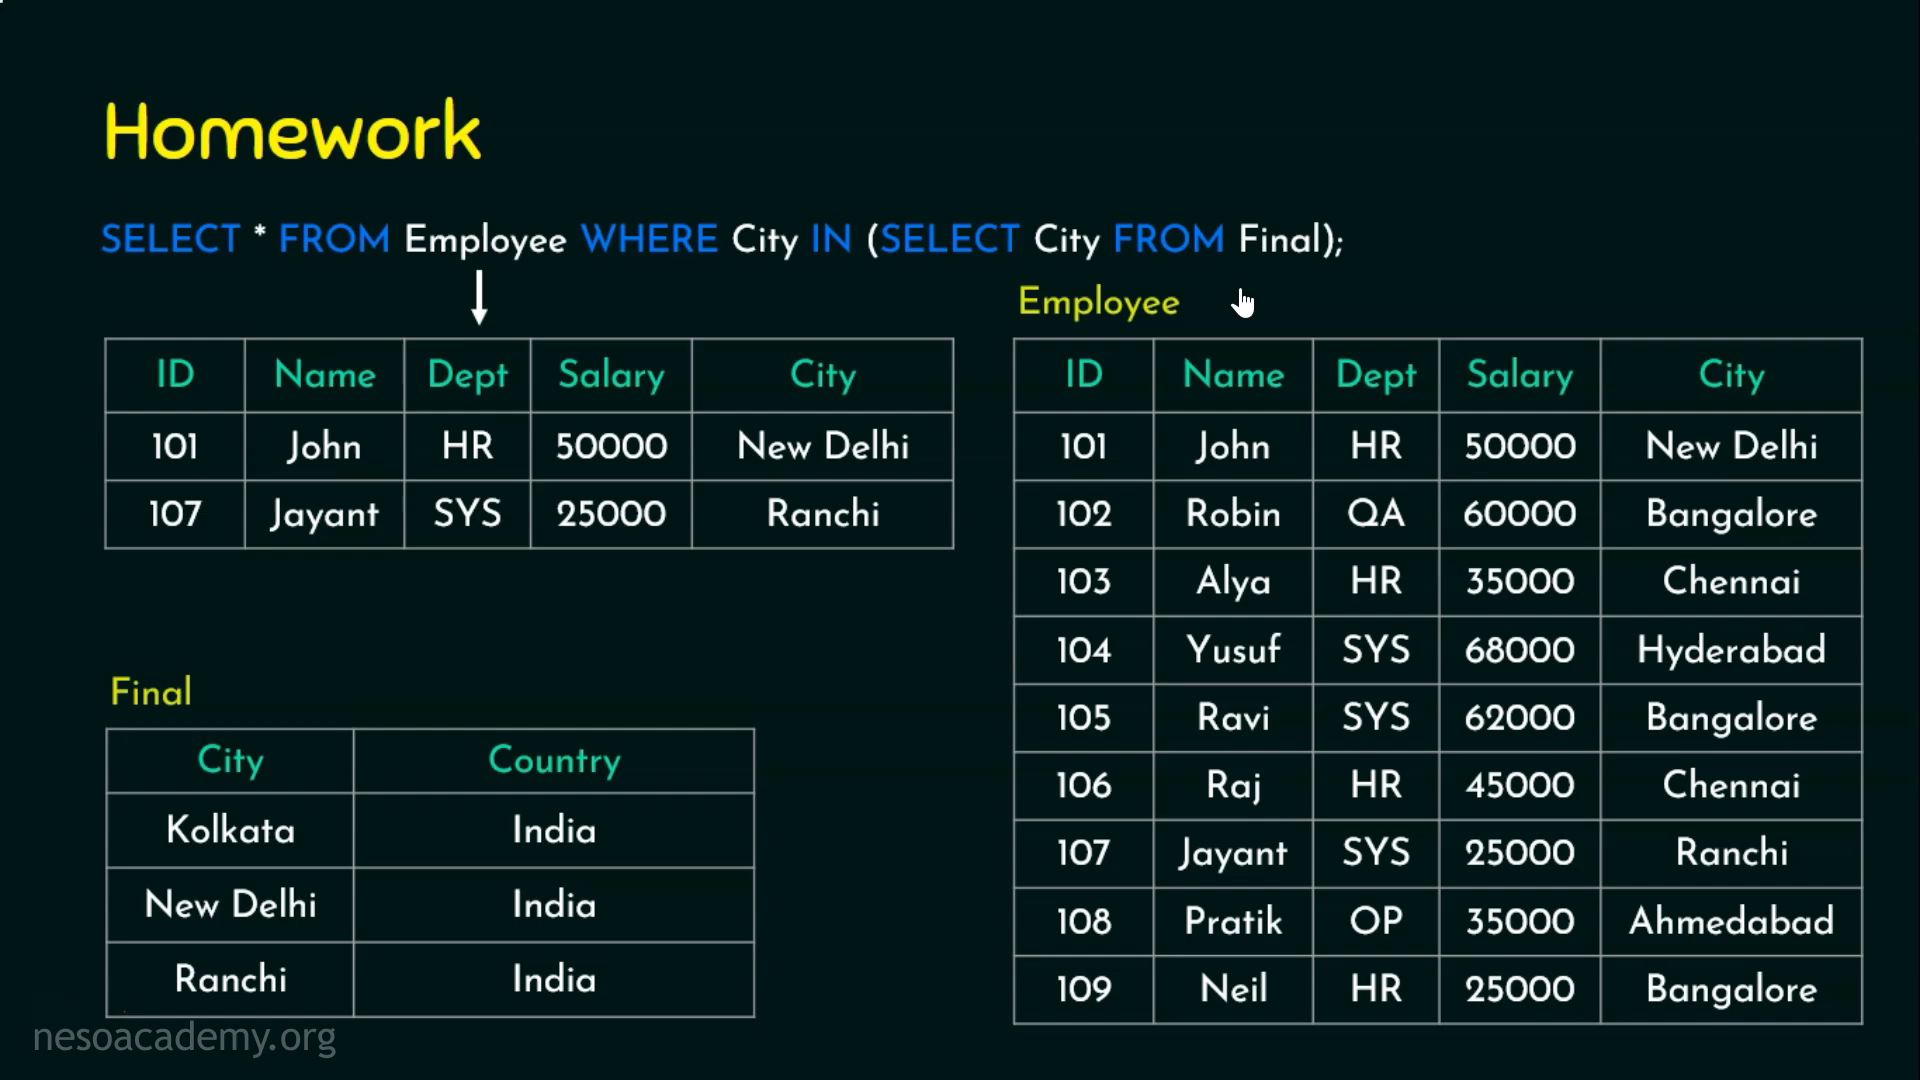 Homework
SELECT * FROM Employee WHERE City IN (SELECT City FROM Final);
ID Name Dept Salary City
101 John HR 50000 New Delhi
107 Jayant SYS 25000 Ranchi
Final
City Country
Kolkata India
New Delhi India
Ranchi India
Employee
ID Name Dept Salary City
101 John HR 50000 New Delhi
102 Robin QA 60000 Bangalore
103 Alya HR 35000 Chennai
104 Yusuf SYS 68000 Hyderabad
105 Ravi SYS 62000 Bangalore
106 Raj HR 45000 Chennai
107 Jayant SYS 25000 Ranchi
108 Pratik OP 35000 Ahmedabad
109 Neil HR 25000 Bangalore
nesoacademy.org